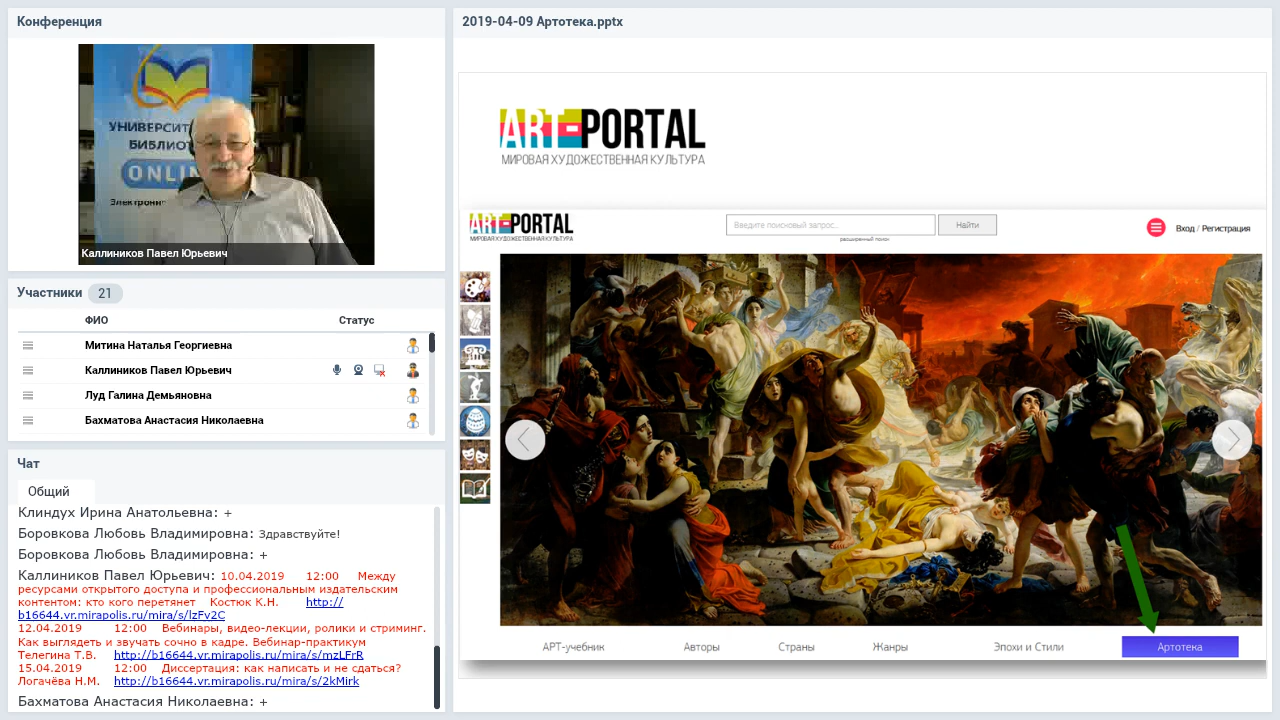 Конференция
УНИВЕРСИТ
БИБЛИОТ
ONLIN
Электронн
Каллиников Павел Юрьевич
Участники 21
ФИО Статус
Митина Наталья Георгиевна
Каллиников Павел Юрьевич
Луд Галина Демьяновна
Бахматова Анастасия Николаевна
Чат
Общий
Клиндух Ирина Анатольевна: +
Боровкова Любовь Владимировна: Здравствуйте!
Боровкова Любовь Владимировна: +
Каллиников Павел Юрьевич: 10.04.2019 12:00 Между
ресурсами открытого доступа и профессиональным издательским
контентом: кто кого перетянет Костюк К.Н. http://
b16644.vr.mirapolis.ru/mira/s/lzFv2C
12.04.2019 12:00 Вебинары, видео-лекции, ролики и стриминг.
Как выглядеть и звучать сочно в кадре. Вебинар-практикум
Телегина Т.В. http://b16644.vr.mirapolis.ru/mira/s/mzLFrR
15.04.2019 12:00 Диссертация: как написать и не сдаться?
Логачёва Н.М. http://b16644.vr.mirapolis.ru/mira/s/2kMirk
Бахматова Анастасия Николаевна: +
2019-04-09 Артотека.pptx
ART-PORTAL
МИРОВАЯ ХУДОЖЕСТВЕННАЯ КУЛЬТУРА
ART-PORTAL
МИРОВАЯ ХУДОЖЕСТВЕННАЯ КУЛЬТУРА
Введите поисковый запрос... Найти
расширенный поиск
Вход / Регистрация
АРТ-учебник Авторы Страны Жанры Эпохи и Стили Артотека